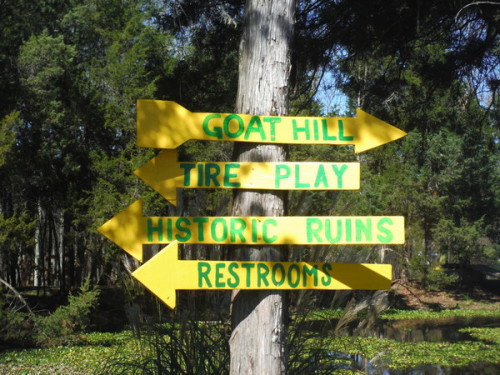 GOAT HILL
TIRE PLAY
HISTORIC RUINS
RESTROOMS